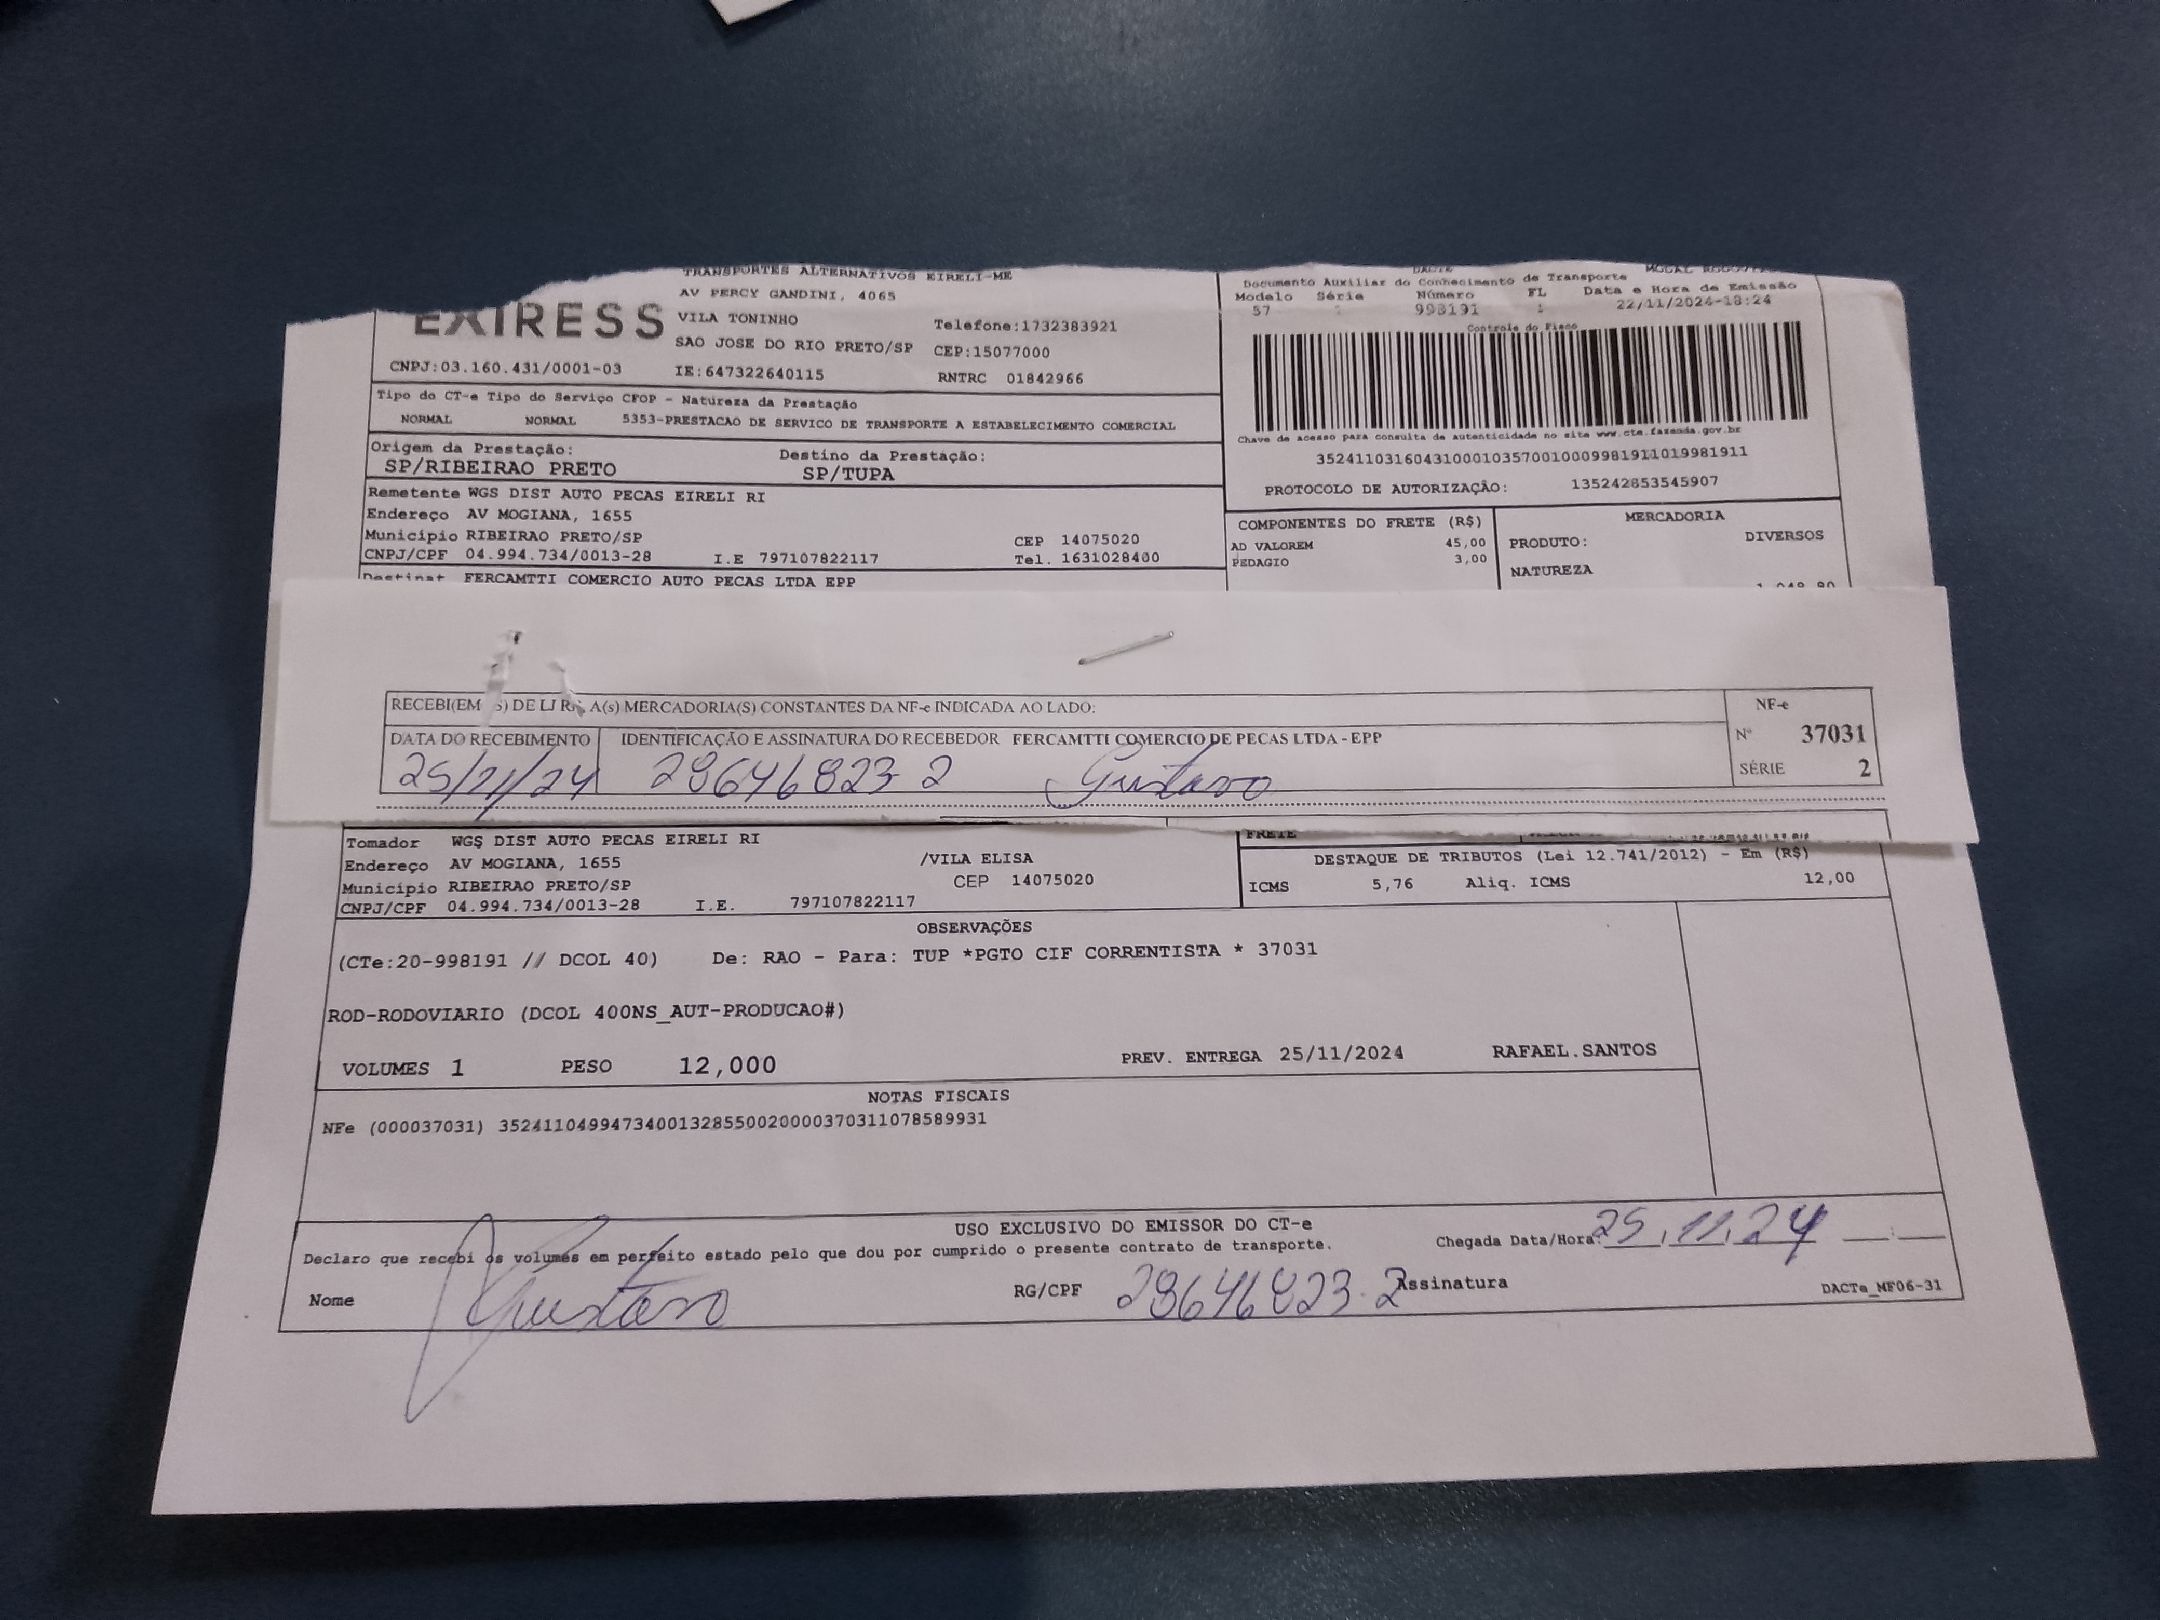 TRANSPORTES ALTERNATIVOS EIRELI-ME
AV PERCY GANDINI, 4065
EXIRESS VILA TONINHO Telefone:1732383921
SAO JOSE DO RIO PRETO/SP CEP:15077000
CNPJ:03.160.431/0001-03 IE:647322640115 RNTRC 01842966
DACTE MODAL
Documento Auxiliar do Conhecimento de Transporte
Modelo Série Número FL Data e Hora de Emissão
57 998191 1 22/11/2024-18:24
Controle do Fisco
Chave de acesso para consulta de autenticidade no site www.cte.fazenda.gov.br
35241103160431000103570010009981911019981911
PROTOCOLO DE AUTORIZAÇÃO: 135242853545907
Tipo do CT-e Tipo do Serviço CFOP - Natureza da Prestação
NORMAL NORMAL 5353-PRESTACAO DE SERVICO DE TRANSPORTE A ESTABELECIMENTO COMERCIAL
Origem da Prestação: Destino da Prestação:
SP/RIBEIRAO PRETO SP/TUPA
Remetente WGS DIST AUTO PECAS EIRELI RI
Endereço AV MOGIANA, 1655
Município RIBEIRAO PRETO/SP CEP 14075020
CNPJ/CPF 04.994.734/0013-28 I.E 797107822117 Tel. 1631028400
Destinat FERCAMTTI COMERCIO AUTO PECAS LTDA EPP
COMPONENTES DO FRETE (R$)
AD VALOREM 45,00
PEDAGIO 3,00
MERCADORIA
PRODUTO: DIVERSOS
NATUREZA
RECEBI(EM S) DE A(s) MERCADORIA(S) CONSTANTES DA NF-e INDICADA AO LADO:
DATA DO RECEBIMENTO IDENTIFICAÇÃO E ASSINATURA DO RECEBEDOR FERCAMTTI COMERCIO DE PECAS LTDA - EPP
25/11/24 28646823 2 Gustavo
NF-e
Nº 37031
SÉRIE 2
Tomador WGS DIST AUTO PECAS EIRELI RI
Endereço AV MOGIANA, 1655 /VILA ELISA
Município RIBEIRAO PRETO/SP CEP 14075020
CNPJ/CPF 04.994.734/0013-28 I.E. 797107822117
FRETE
DESTAQUE DE TRIBUTOS (Lei 12.741/2012) - Em (R$)
ICMS 5,76 Aliq. ICMS 12,00
OBSERVAÇÕES
(CTe:20-998191 // DCOL 40) De: RAO - Para: TUP *PGTO CIF CORRENTISTA * 37031
ROD-RODOVIARIO (DCOL 400NS_AUT-PRODUCAO#)
VOLUMES 1 PESO 12,000 PREV. ENTREGA 25/11/2024 RAFAEL.SANTOS
NOTAS FISCAIS
NFe (000037031) 35241104994734001328550020000370311078589931
USO EXCLUSIVO DO EMISSOR DO CT-e
Declaro que recebi os volumes em perfeito estado pelo que dou por cumprido o presente contrato de transporte. Chegada Data/Hora: 25.11.24
Nome Gustavo RG/CPF 28646823.2 Assinatura DACTe_MF06-31